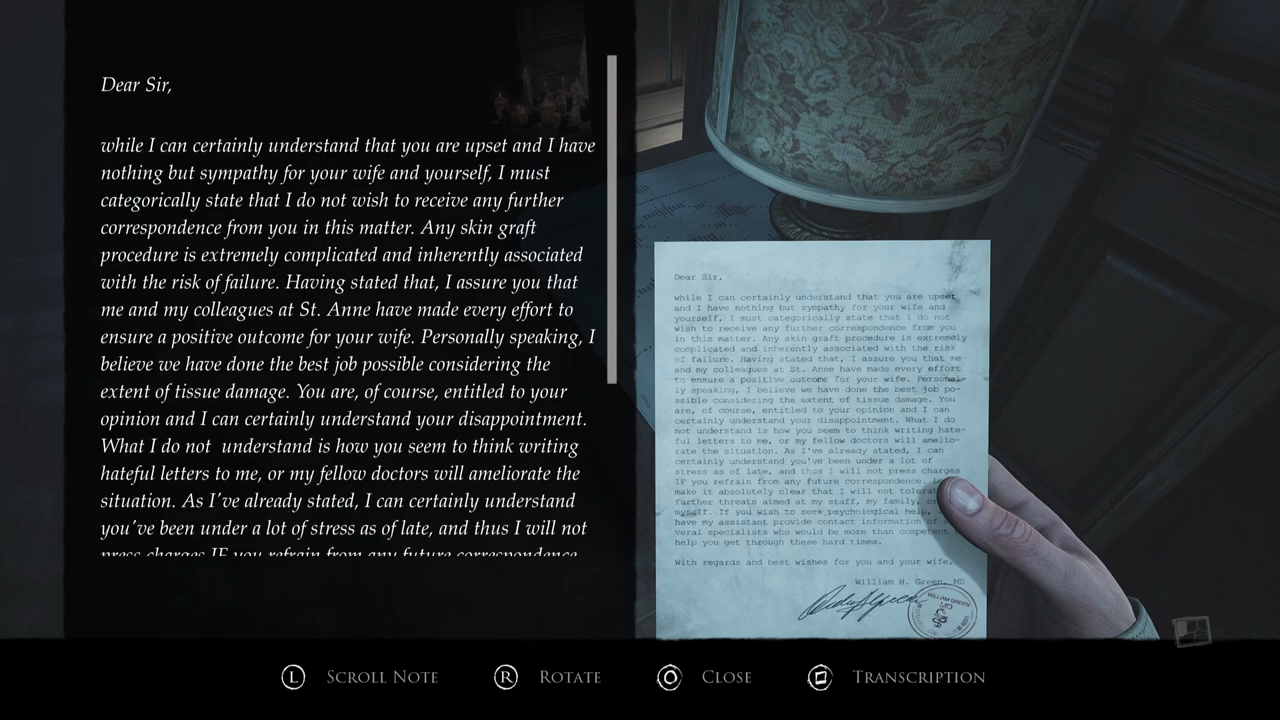 Dear Sir,
while I can certainly understand that you are upset and I have
nothing but sympathy for your wife and yourself, I must
categorically state that I do not wish to receive any further
correspondence from you in this matter. Any skin graft
procedure is extremely complicated and inherently associated
with the risk of failure. Having stated that, I assure you that
me and my colleagues at St. Anne have made every effort to
ensure a positive outcome for your wife. Personally speaking, I
believe we have done the best job possible considering the
extent of tissue damage. You are, of course, entitled to your
opinion and I can certainly understand your disappointment.
What I do not  understand is how you seem to think writing
hateful letters to me, or my fellow doctors will ameliorate the
situation. As I've already stated, I can certainly understand
you've been under a lot of stress as of late, and thus I will not
press charges IF you refrain from any future correspondence.
Dear Sir,
while I can certainly understand that you are upset
and I have nothing but sympathy for your wife and
yourself, I must categorically state that I do not
wish to receive any further correspondence from you
in this matter. Any skin graft procedure is extremely
complicated and inherently associated with the risk
of failure. Having stated that, I assure you that me
and my colleagues at St. Anne have made every effort
to ensure a positive outcome for your wife. Personal-
ly speaking, I believe we have done the best job po-
ssible considering the extent of tissue damage. You
are, of course, entitled to your opinion and I can
certainly understand your disappointment. What I do
not understand is how you seem to think writing hate-
ful letters to me, or my fellow doctors will amelio-
rate the situation. As I've already stated, I can
certainly understand you've been under a lot of
stress as of late, and thus I will not press charges
IF you refrain from any future correspondence.
make it absolutely clear that I will not
further threats aimed at my staff, my family,
myself. If you wish to seek psychological help,
have my assistant provide contact information of
veral specialists who would be more than competent
help you get through these hard times.
With regards and best wishes for you and your wife,
William H. Green, MD
WILLIAM GREEN
L SCROLL NOTE R ROTATE CLOSE TRANSCRIPTION